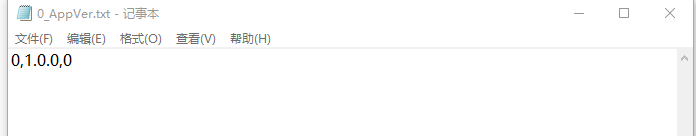 0_AppVer.txt - 记事本
文件(F) 编辑(E) 格式(O) 查看(V) 帮助(H)
0,1.0.0,0